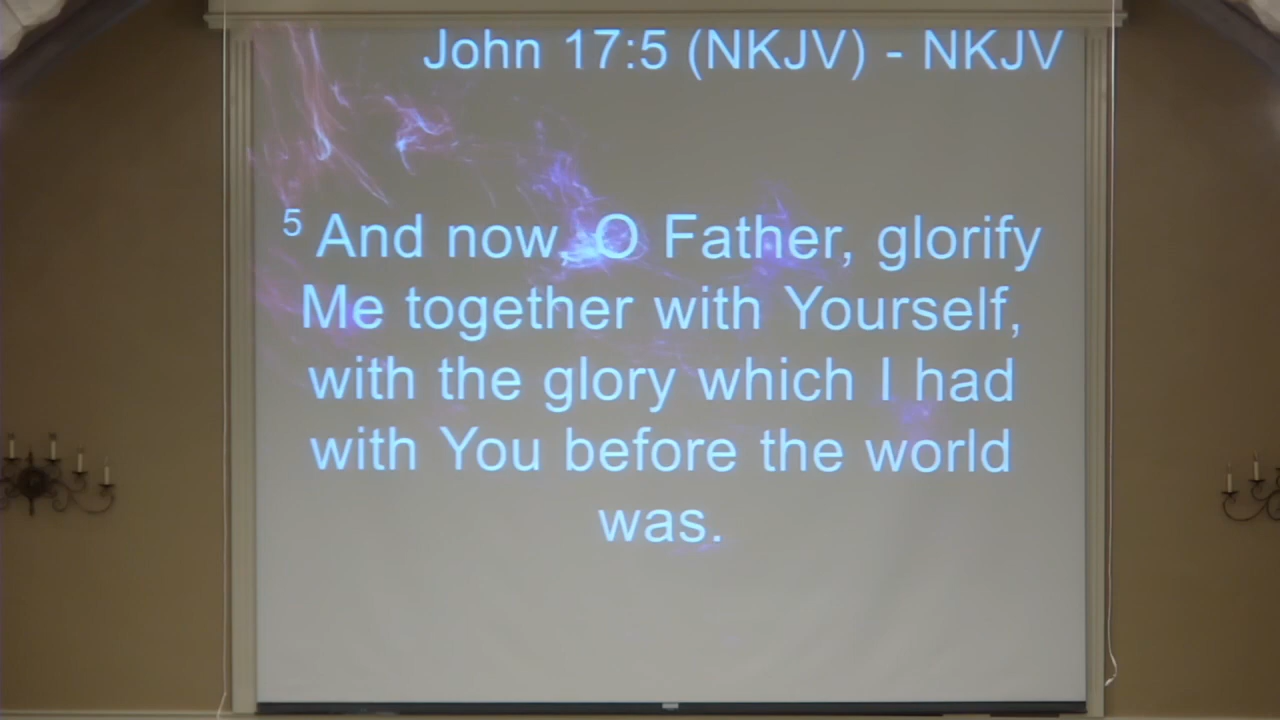 John 17:5 (NKJV) - NKJV
5 And now, O Father, glorify
Me together with Yourself,
with the glory which I had
with You before the world
was.